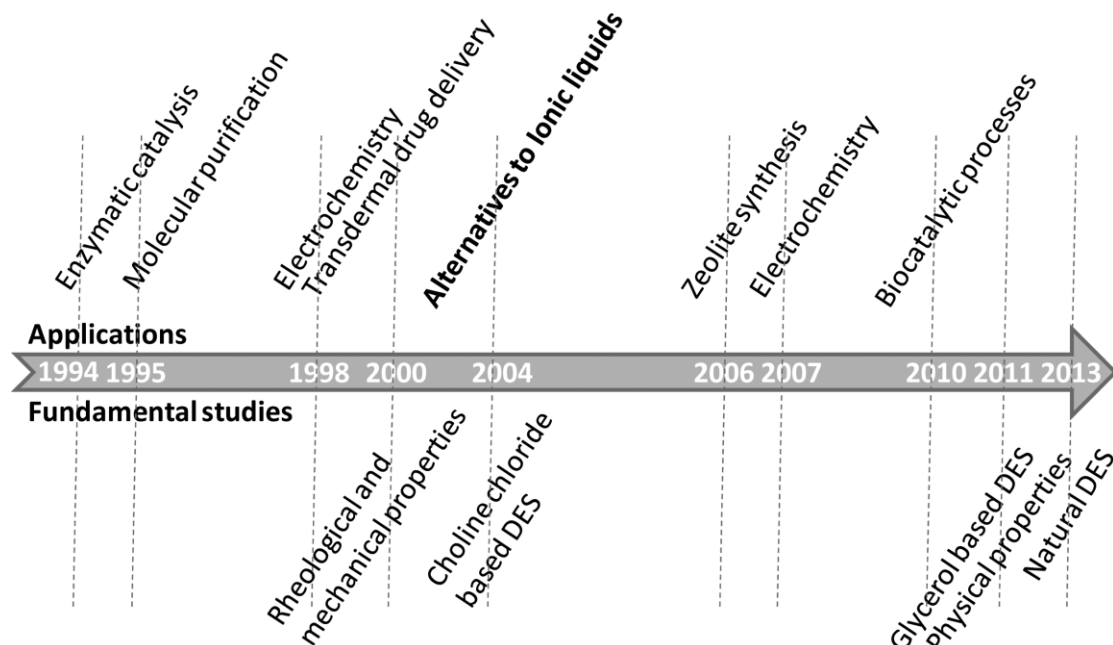 Enzymatic catalysis
Molecular purification
Electrochemistry
Transdermal drug delivery
Alternatives to Ionic liquids
Zeolite synthesis
Electrochemistry
Biocatalytic processes
Applications
1994 1995 1998 2000 2004 2006 2007 2010 2011 2013
Fundamental studies
Rheological and
mechanical properties
Choline chloride
based DES
Glycerol based DES
Physical properties
Natural DES